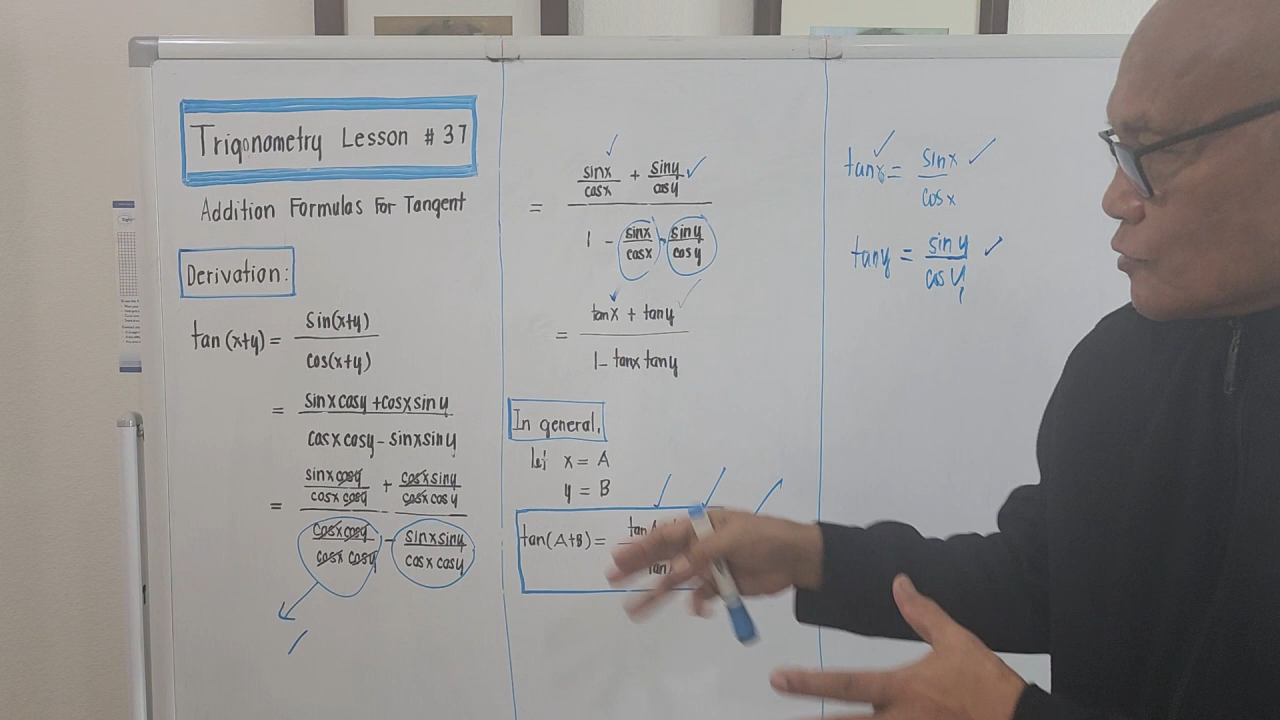 Trigonometry Lesson # 37
Addition Formulas For Tangent
Derivation:
tan (x+y) = sin(x+y) / cos(x+y)
= sinx cosy + cosx siny / cosx cosy - sinx siny
= sinx cosy / cosx cosy + cosx siny / cosx cosy
cosx cosy / cosx cosy - sinx siny / cosx cosy
1
= sinx / cosx + siny / cosy
1 - sinx / cosx · siny / cosy
= tanx + tany / 1 - tanx tany
In general,
let x = A
y = B
tan(A+B) = tan
tan
tanx = sinx / cosx
tany = siny / cosy